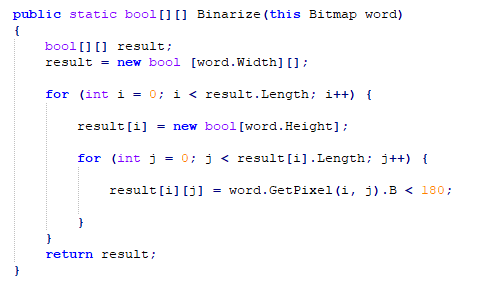 public static bool[][] Binarize(this Bitmap word)
{
    bool[][] result;
    result = new bool [word.Width][];

    for (int i = 0; i < result.Length; i++) {

        result[i] = new bool[word.Height];

        for (int j = 0; j < result[i].Length; j++) {

            result[i][j] = word.GetPixel(i, j).B < 180;

        }
    }
    return result;
}